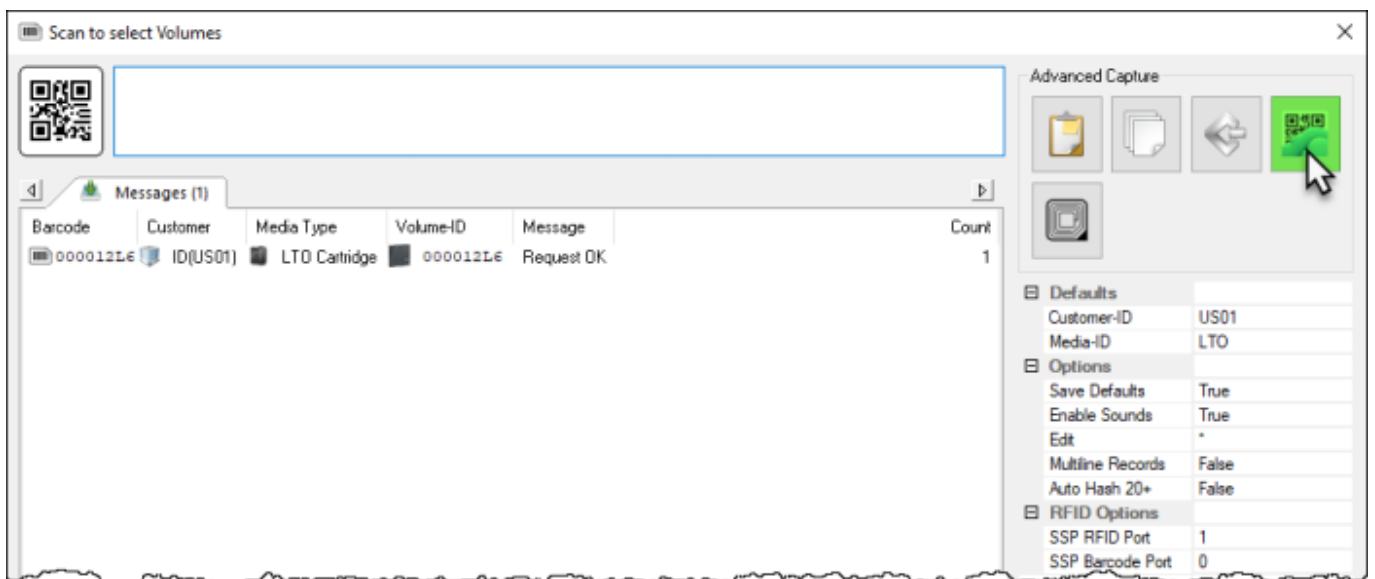 Scan to select Volumes
Advanced Capture
Messages (1)
Barcode Customer Media Type Volume-ID Message Count
000012L6 ID(US01) LTO Cartridge 000012L6 Request OK 1
Defaults
Customer-ID US01
Media-ID LTO
Options
Save Defaults True
Enable Sounds True
Edit *
Multiline Records False
Auto Hash 20+ False
RFID Options
SSP RFID Port 1
SSP Barcode Port 0